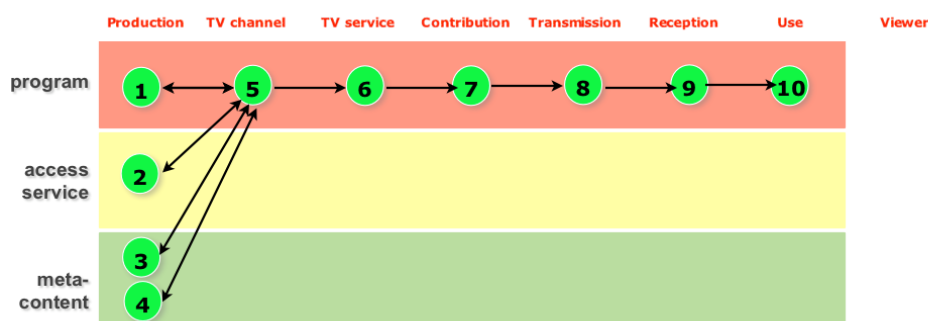 Production TV channel TV service Contribution Transmission Reception Use Viewer
program 1 5 6 7 8 9 10
access
service
2
3
meta-
content
4